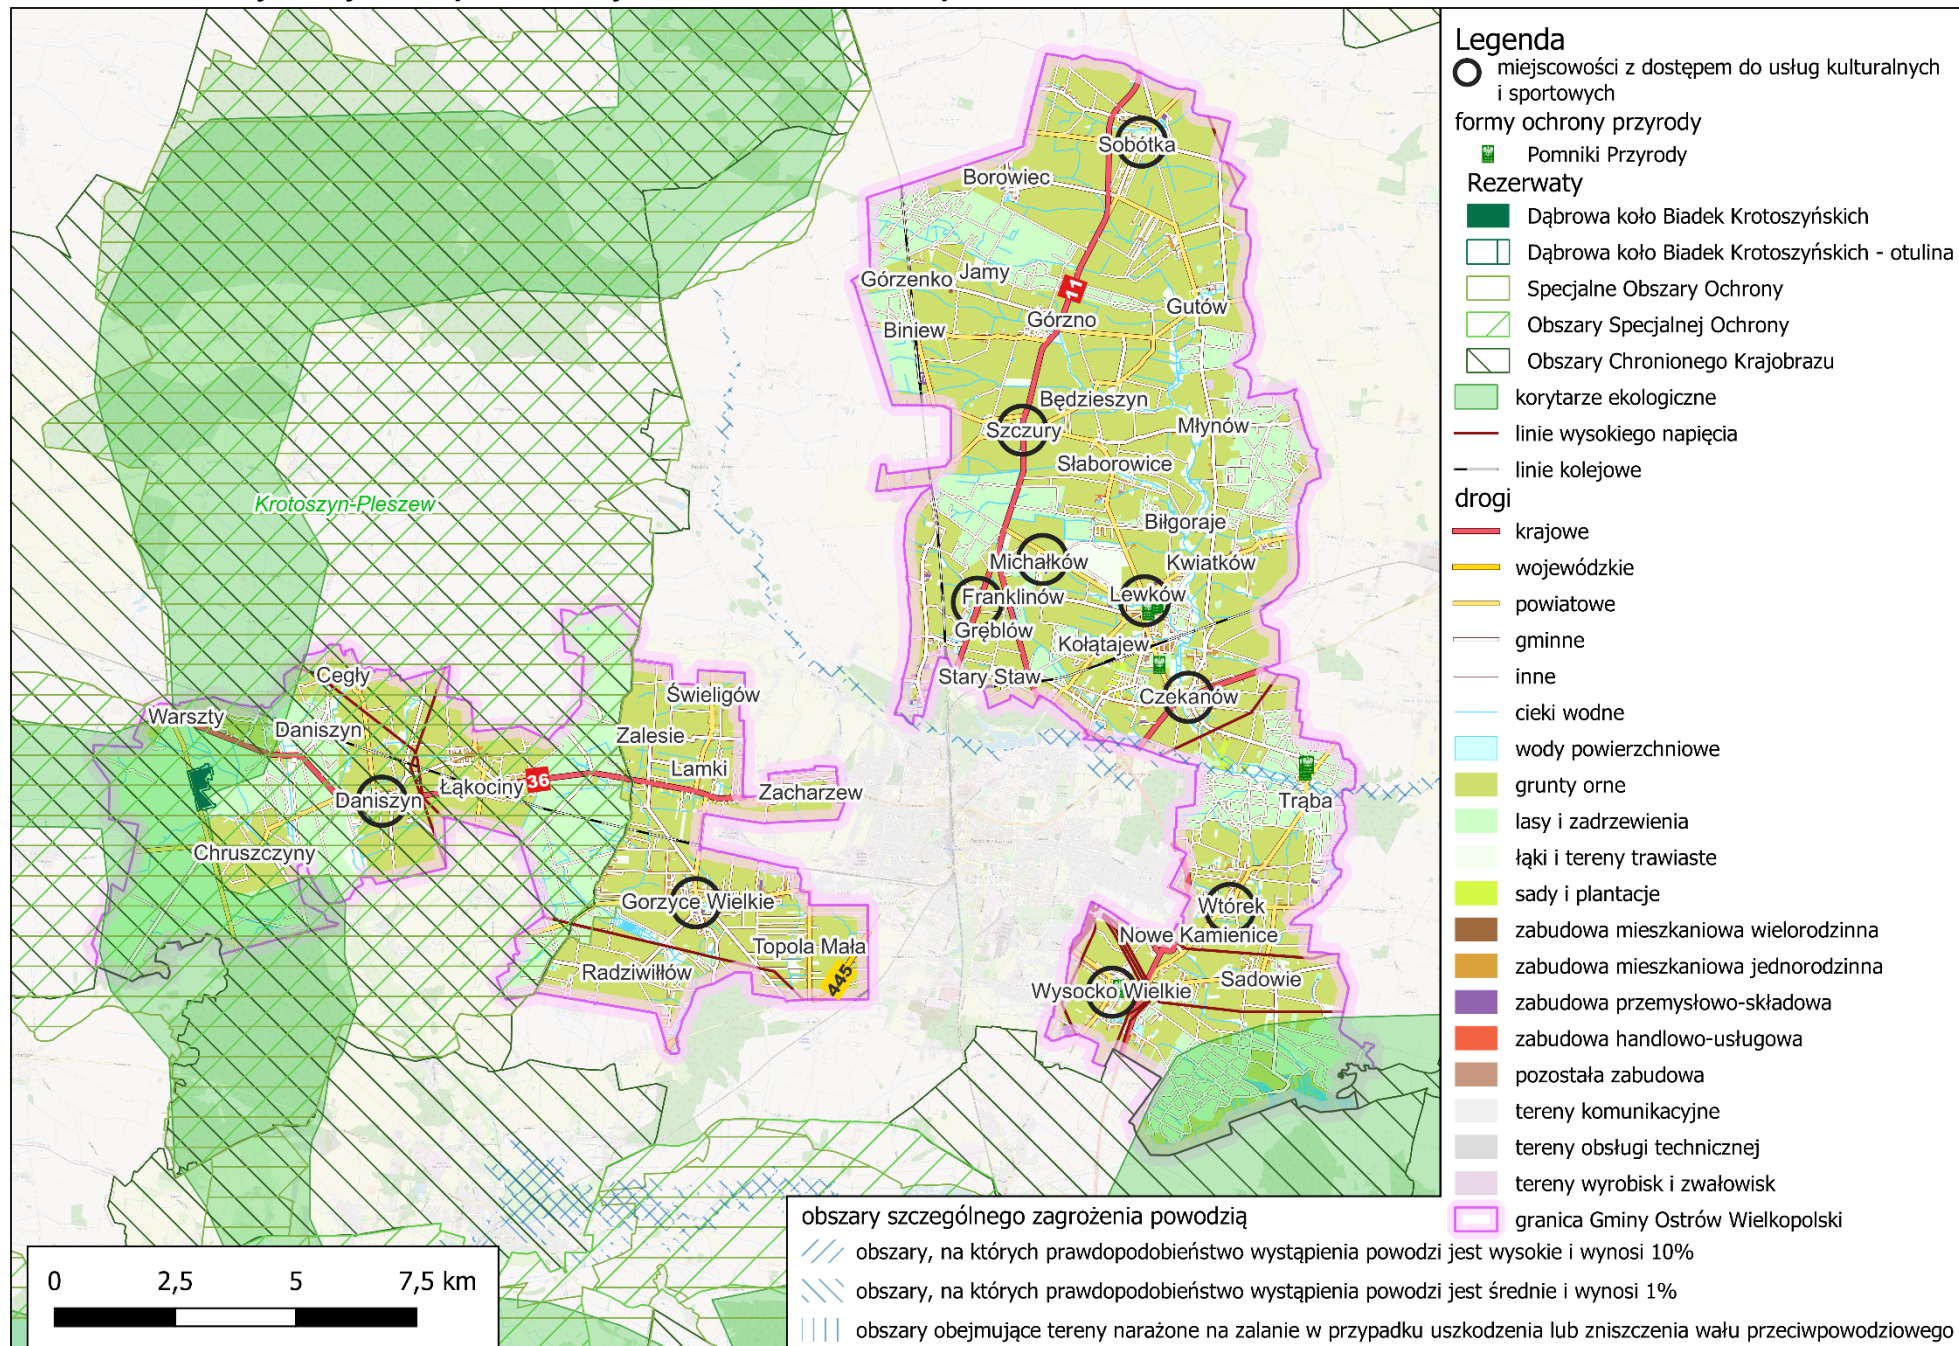 Sobótka
Borowiec
Górzenko
Jamy
Gutów
11
Górzno
Biniew
Będzieszyn
Szczury
Młynów
Słaborowice
Krotoszyn-Pleszew
Biłgoraje
Michałków
Kwiatków
Franklinów
Lewków
Gręblów
Kołątajew
Stary Staw
Czekanów
Cegły
Świeligów
Warszty
Daniszyn
Zalesie
Lamki
Łąkociny
36
Zacharzew
Daniszyn
Trąba
Chruszczyny
Gorzyce Wielkie
Wtórek
Topola Mała
Nowe Kamienice
Radziwiłłów
445
Wysocko Wielkie
Sadowie
Legenda
miejscowości z dostępem do usług kulturalnych
i sportowych
formy ochrony przyrody
Pomniki Przyrody
Rezerwaty
Dąbrowa koło Biadek Krotoszyńskich
Dąbrowa koło Biadek Krotoszyńskich - otulina
Specjalne Obszary Ochrony
Obszary Specjalnej Ochrony
Obszary Chronionego Krajobrazu
korytarze ekologiczne
linie wysokiego napięcia
linie kolejowe
drogi
krajowe
wojewódzkie
powiatowe
gminne
inne
cieki wodne
wody powierzchniowe
grunty orne
lasy i zadrzewienia
łąki i tereny trawiaste
sady i plantacje
zabudowa mieszkaniowa wielorodzinna
zabudowa mieszkaniowa jednorodzinna
zabudowa przemysłowo-składowa
zabudowa handlowo-usługowa
pozostała zabudowa
tereny komunikacyjne
tereny obsługi technicznej
tereny wyrobisk i zwałowisk
granica Gminy Ostrów Wielkopolski
obszary szczególnego zagrożenia powodzią
obszary, na których prawdopodobieństwo wystąpienia powodzi jest wysokie i wynosi 10%
obszary, na których prawdopodobieństwo wystąpienia powodzi jest średnie i wynosi 1%
obszary obejmujące tereny narażone na zalanie w przypadku uszkodzenia lub zniszczenia wału przeciwpowodziowego
0 2,5 5 7,5 km